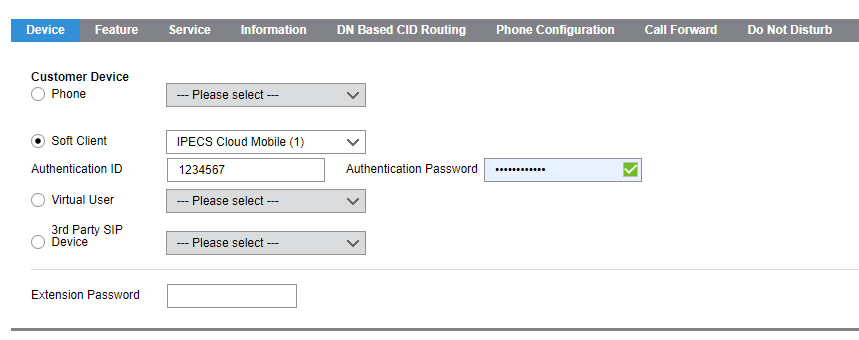 Device Feature Service Information DN Based CID Routing Phone Configuration Call Forward Do Not Disturb
Customer Device
Phone --- Please select ---
Soft Client IPECS Cloud Mobile (1)
Authentication ID 1234567 Authentication Password ••••••••••••
Virtual User --- Please select ---
3rd Party SIP
Device --- Please select ---
Extension Password